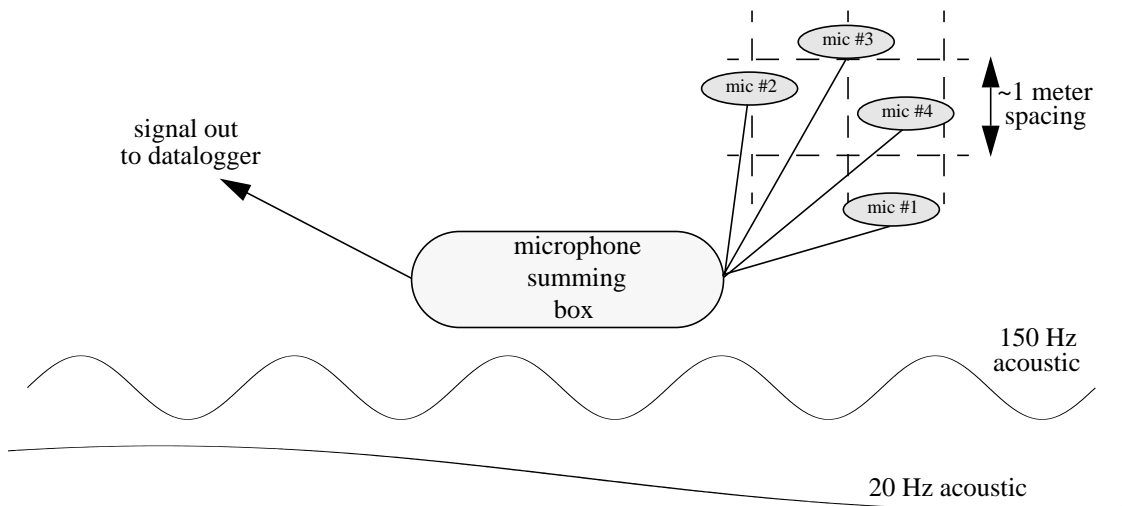 mic #3
mic #2
mic #4
~1 meter
spacing
signal out
to datalogger
mic #1
microphone
summing
box
150 Hz
acoustic
20 Hz acoustic